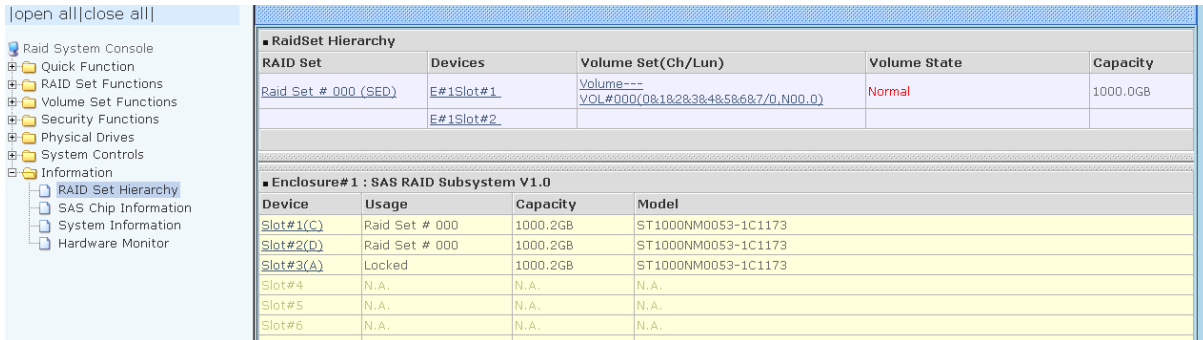 |open all|close all|
Raid System Console
Quick Function
RAID Set Functions
Volume Set Functions
Security Functions
Physical Drives
System Controls
Information
RAID Set Hierarchy
SAS Chip Information
System Information
Hardware Monitor
RaidSet Hierarchy
RAID Set Devices Volume Set(Ch/Lun) Volume State Capacity
Raid Set # 000 (SED) E#1Slot#1 Volume---VOL#000(0&1&2&3&4&5&6&7/0,N00.0) Normal 1000.0GB
E#1Slot#2
Enclosure#1 : SAS RAID Subsystem V1.0
Device Usage Capacity Model
Slot#1(C) Raid Set # 000 1000.2GB ST1000NM0053-1C1173
Slot#2(D) Raid Set # 000 1000.2GB ST1000NM0053-1C1173
Slot#3(A) Locked 1000.2GB ST1000NM0053-1C1173
Slot#4 N.A. N.A. N.A.
Slot#5 N.A. N.A. N.A.
Slot#6 N.A. N.A. N.A.